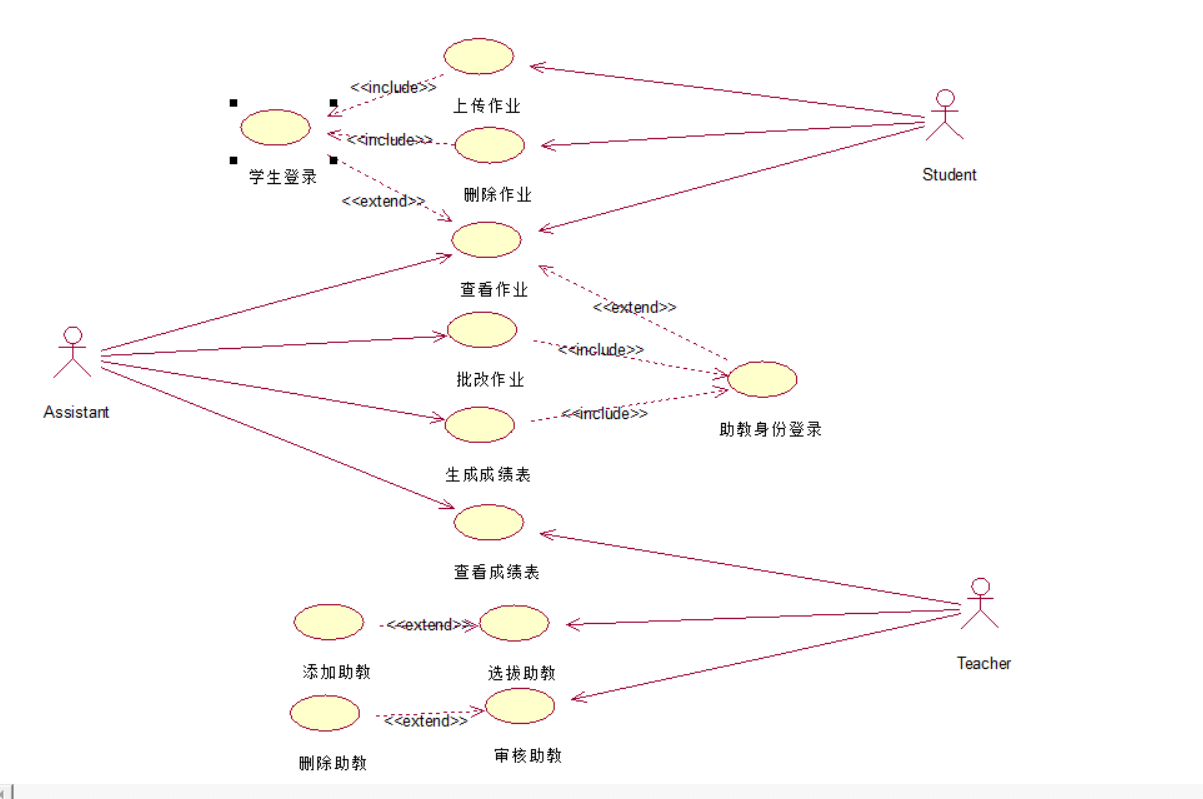 <<include>>
上传作业
<<include>>
学生登录
Student
删除作业
<<extend>>
查看作业
<<extend>>
<<include>>
批改作业
Assistant
<<include>>
助教身份登录
生成成绩表
查看成绩表
<<extend>>
Teacher
添加助教
选拔助教
<<extend>>
审核助教
删除助教